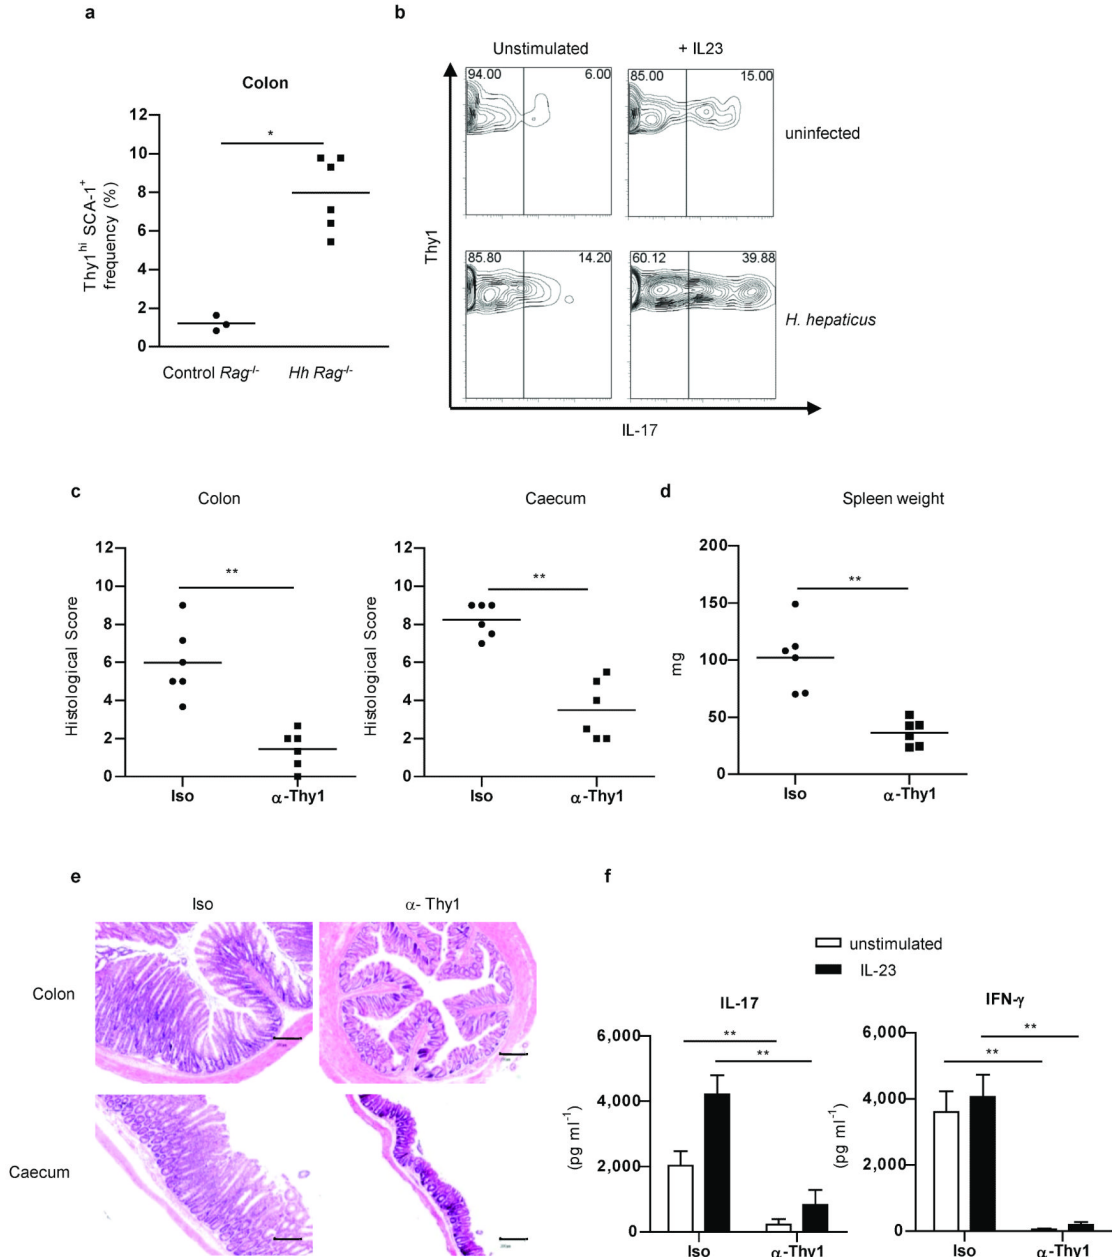 a
Colon
12
10
8
6
4
2
0
*
Thy1hi SCA-1+
frequency (%)
Control Rag-/-
Hh Rag-/-
b
Unstimulated
+ IL23
94.00
6.00
85.00
15.00
uninfected
85.80
14.20
60.12
39.88
H. hepaticus
Thy1
IL-17
c
Colon
12
10
8
6
4
2
0
**
Histological Score
Iso
α-Thy1
Caecum
12
10
8
6
4
2
0
**
Histological Score
Iso
α-Thy1
d
Spleen weight
200
150
100
50
0
**
mg
Iso
α-Thy1
e
Iso
α- Thy1
Colon
Caecum
f
unstimulated
IL-23
IL-17
6,000
4,000
2,000
0
**
**
(pg ml-1)
Iso
α-Thy1
IFN-γ
6,000
4,000
2,000
0
**
**
(pg ml-1)
Iso
α-Thy1